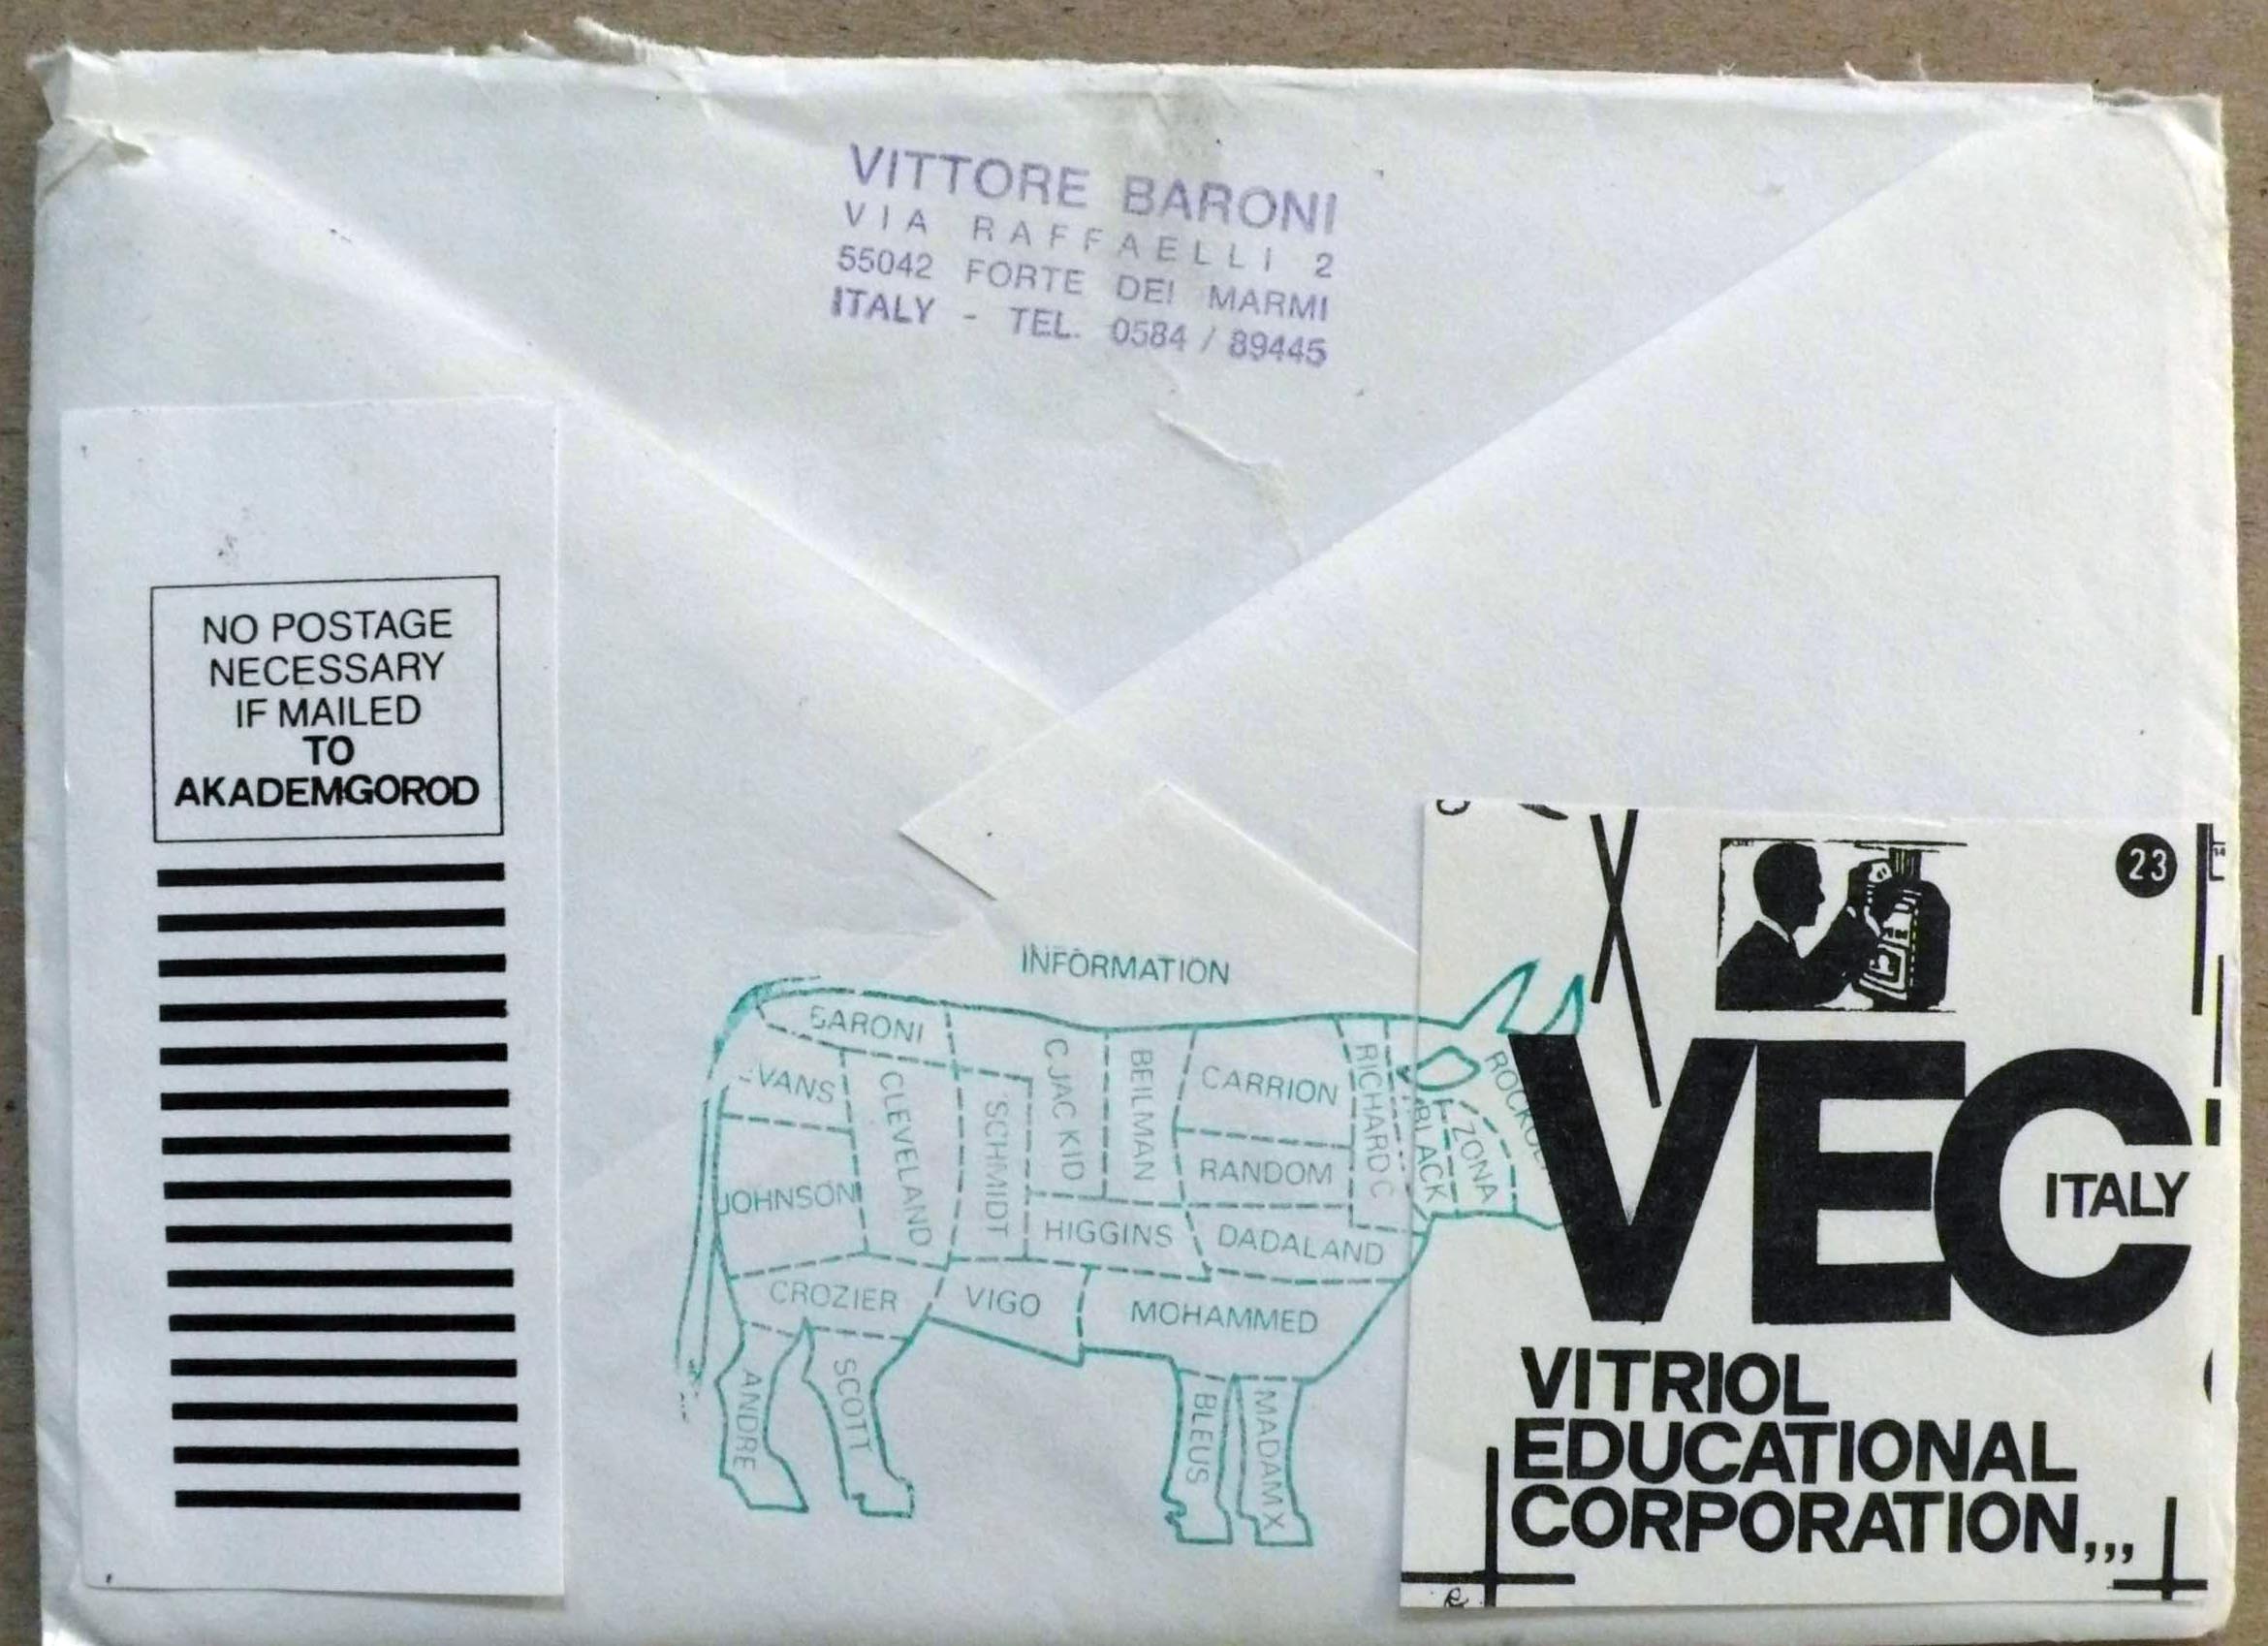 VITTORE BARONI
VIA RAFFAELLI 2
55042 FORTE DEI MARMI
ITALY - TEL. 0584 / 89445
NO POSTAGE
NECESSARY
IF MAILED
TO
AKADEMGOROD
INFORMATION
BARONI
VANS
CLEVELAND
JOHNSON
SCHMIDT
CJAC KID
BEILMAN
CARRION
RANDOM
RICHARD C
BLACK
ZONA
HIGGINS
DADALAND
CROZIER
VIGO
MOHAMMED
ANDRE
SCOTT
BLEUS
MADAM X
23
VEC
ITALY
VITRIOL
EDUCATIONAL
CORPORATION,,,